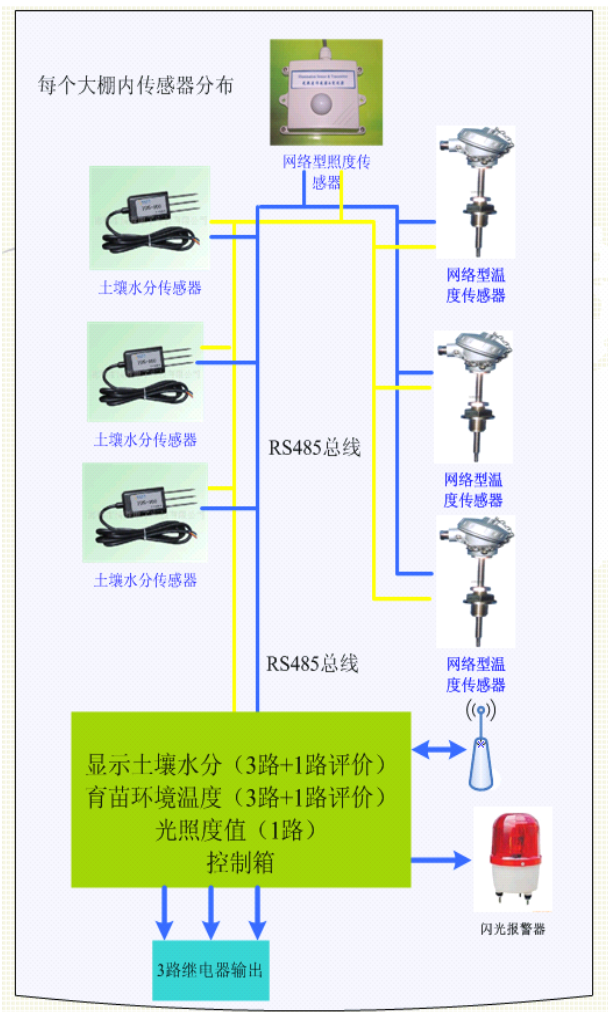 每个大棚内传感器分布
网络型照度传
感器
土壤水分传感器
网络型温
度传感器
土壤水分传感器
RS485总线
网络型温
度传感器
土壤水分传感器
RS485总线
网络型温
度传感器
显示土壤水分（3路+1路评价）
育苗环境温度（3路+1路评价）
光照度值（1路）
控制箱
闪光报警器
3路继电器输出